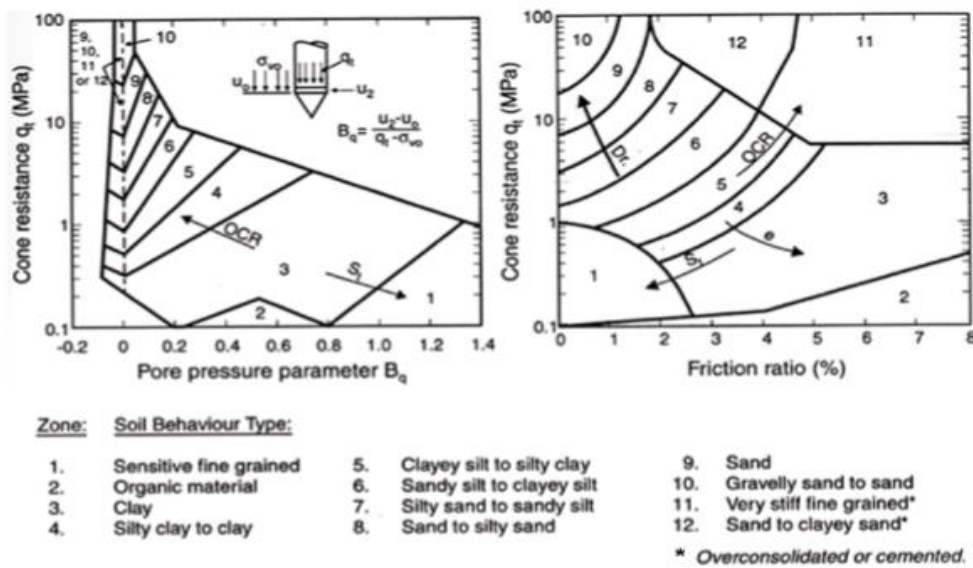 Cone resistance qt (MPa)
100
10
1
0.1
9,
10,
11
or 12
10
9
8
7
6
5
4
3
2
1
σvo
qt
uo
u2
Bq = u2-uo
qt-σvo
OCR
St
-0.2 0 0.2 0.4 0.6 0.8 1.0 1.2 1.4
Pore pressure parameter Bq
Cone resistance qt (MPa)
100
10
1
0.1
10
9
8
7
6
5
4
3
2
1
12
11
Dr.
OCR
e
St
0 1 2 3 4 5 6 7 8
Friction ratio (%)
Zone: Soil Behaviour Type:
1. Sensitive fine grained
2. Organic material
3. Clay
4. Silty clay to clay
5. Clayey silt to silty clay
6. Sandy silt to clayey silt
7. Silty sand to sandy silt
8. Sand to silty sand
9. Sand
10. Gravelly sand to sand
11. Very stiff fine grained*
12. Sand to clayey sand*
* Overconsolidated or cemented.